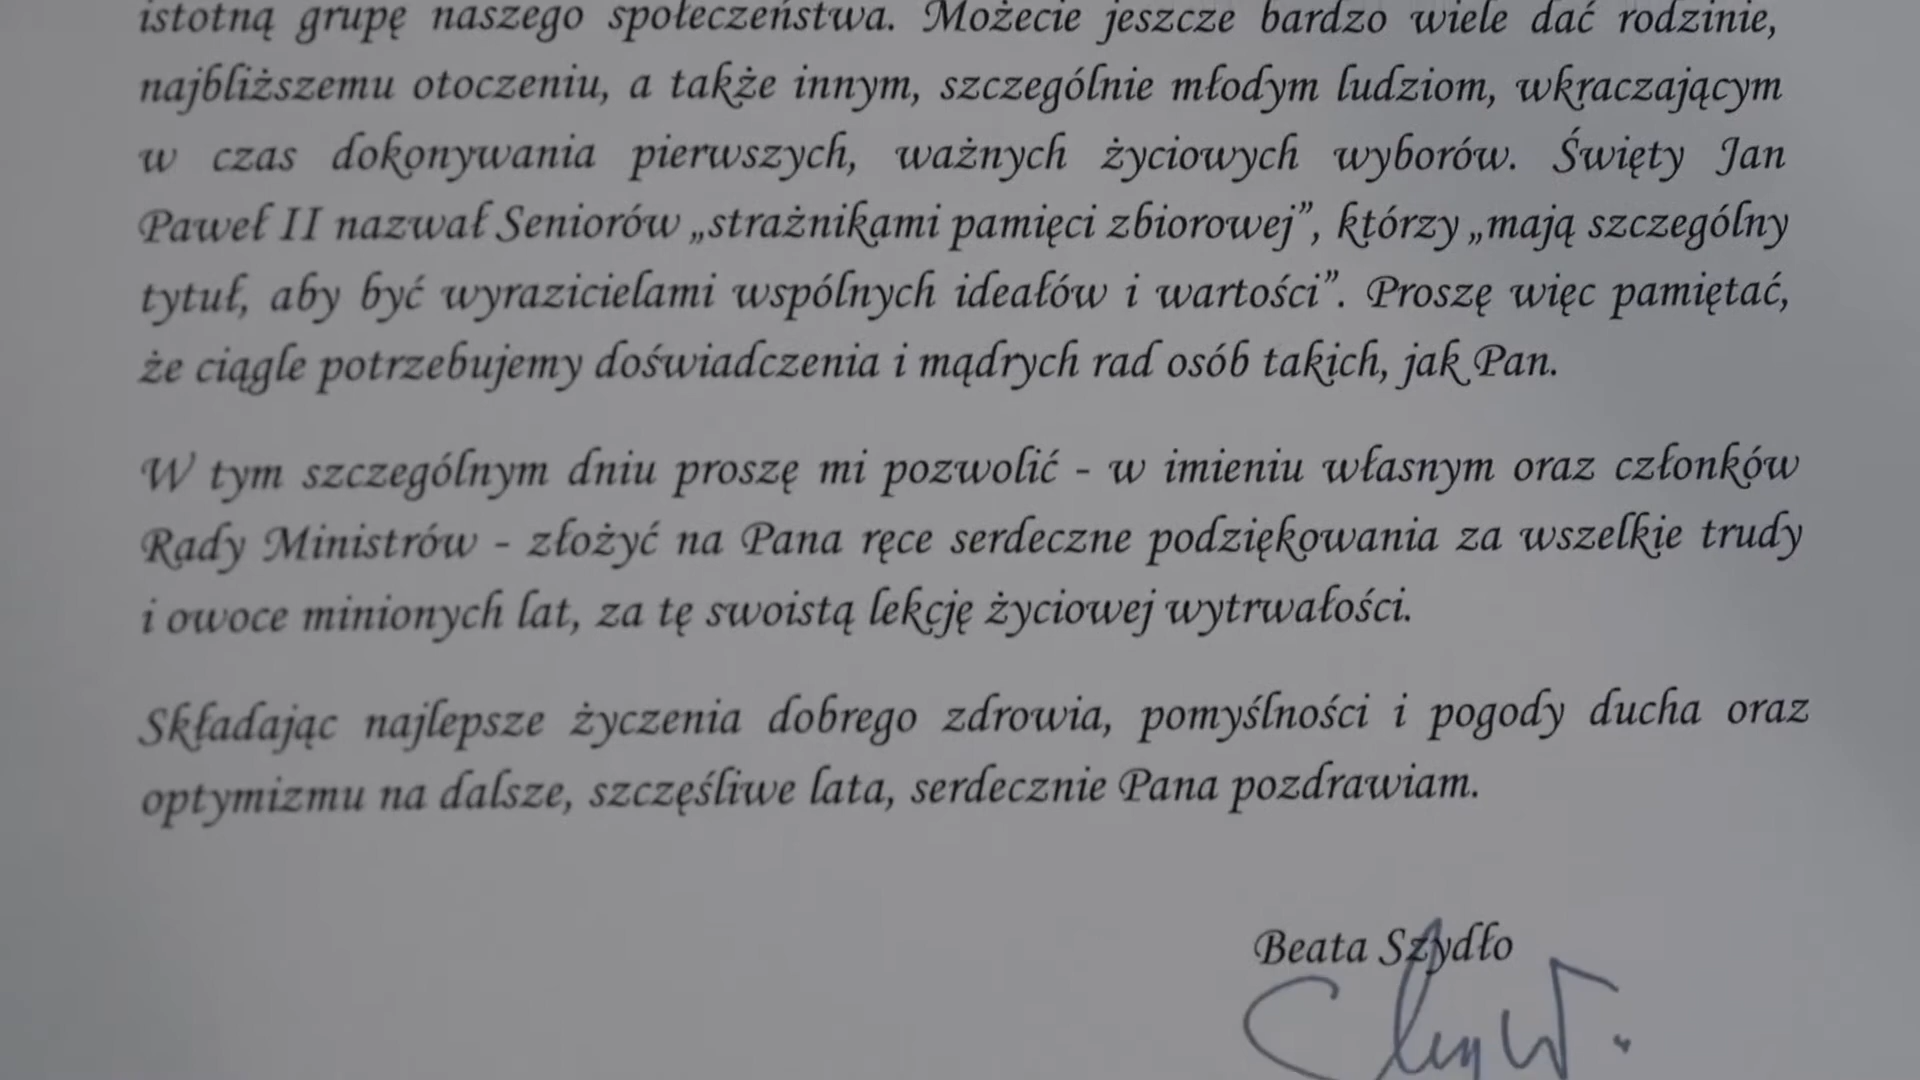 istotną grupę naszego społeczeństwa. Możecie jeszcze bardzo wiele dać rodzinie,
najbliższemu otoczeniu, a także innym, szczególnie młodym ludziom, wkraczającym
w czas dokonywania pierwszych, ważnych życiowych wyborów. Święty Jan
Paweł II nazwał Seniorów „strażnikami pamięci zbiorowej”, którzy „mają szczególny
tytuł, aby być wyrazicielami wspólnych ideałów i wartości”. Proszę więc pamiętać,
że ciągle potrzebujemy doświadczenia i mądrych rad osób takich, jak Pan.
W tym szczególnym dniu proszę mi pozwolić - w imieniu własnym oraz członków
Rady Ministrów - złożyć na Pana ręce serdeczne podziękowania za wszelkie trudy
i owoce minionych lat, za tę swoistą lekcję życiowej wytrwałości.
Składając najlepsze życzenia dobrego zdrowia, pomyślności i pogody ducha oraz
optymizmu na dalsze, szczęśliwe lata, serdecznie Pana pozdrawiam.
Beata Szydło